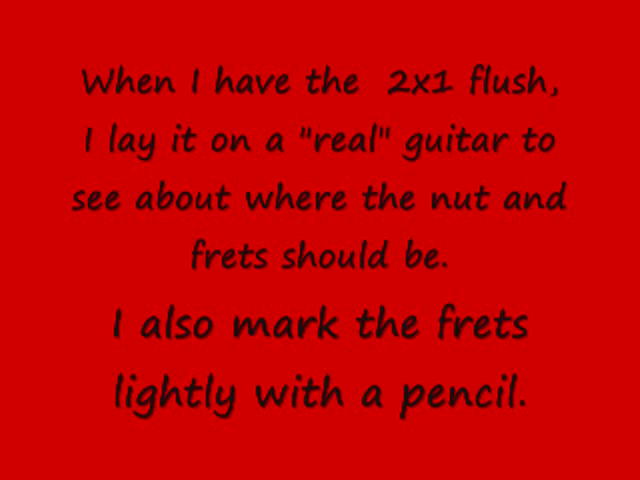 When I have the 2x1 flush,
I lay it on a "real" guitar to
see about where the nut and
frets should be.
I also mark the frets
lightly with a pencil.